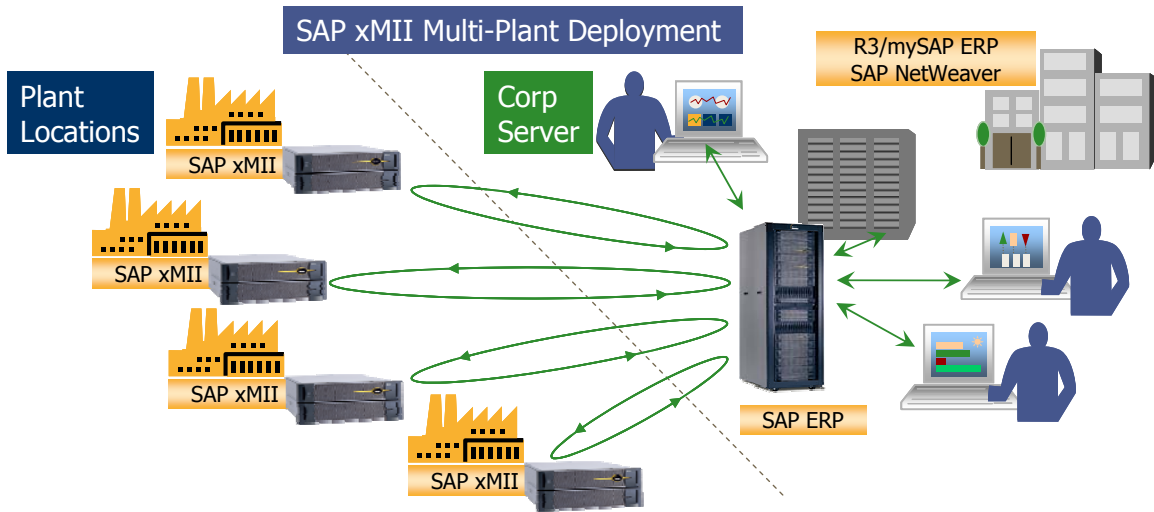 SAP xMII Multi-Plant Deployment
R3/mySAP ERP
SAP NetWeaver
Plant
Locations
Corp
Server
SAP xMII
SAP xMII
SAP xMII
SAP ERP
SAP xMII